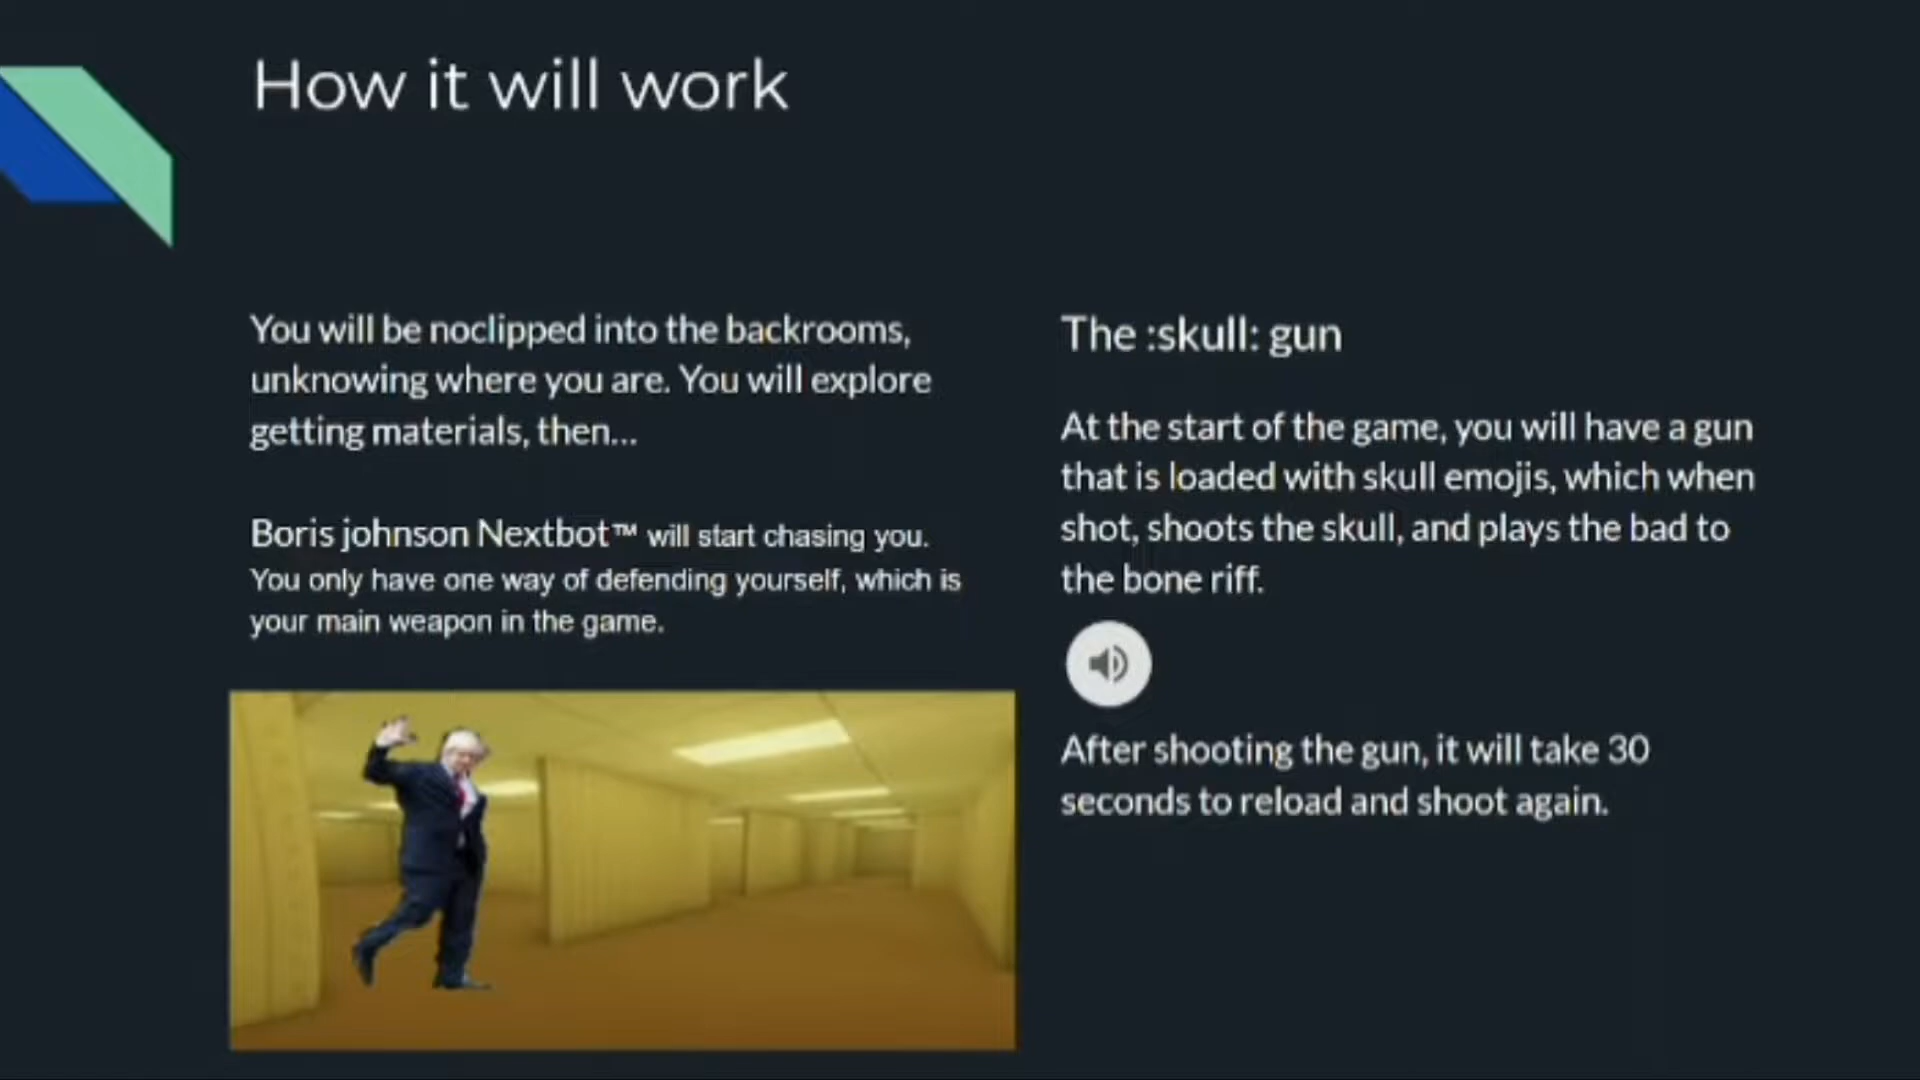 How it will work
You will be noclipped into the backrooms,
unknowing where you are. You will explore
getting materials, then...
Boris johnson Nextbot™ will start chasing you.
You only have one way of defending yourself, which is
your main weapon in the game.
The :skull: gun
At the start of the game, you will have a gun
that is loaded with skull emojis, which when
shot, shoots the skull, and plays the bad to
the bone riff.
After shooting the gun, it will take 30
seconds to reload and shoot again.